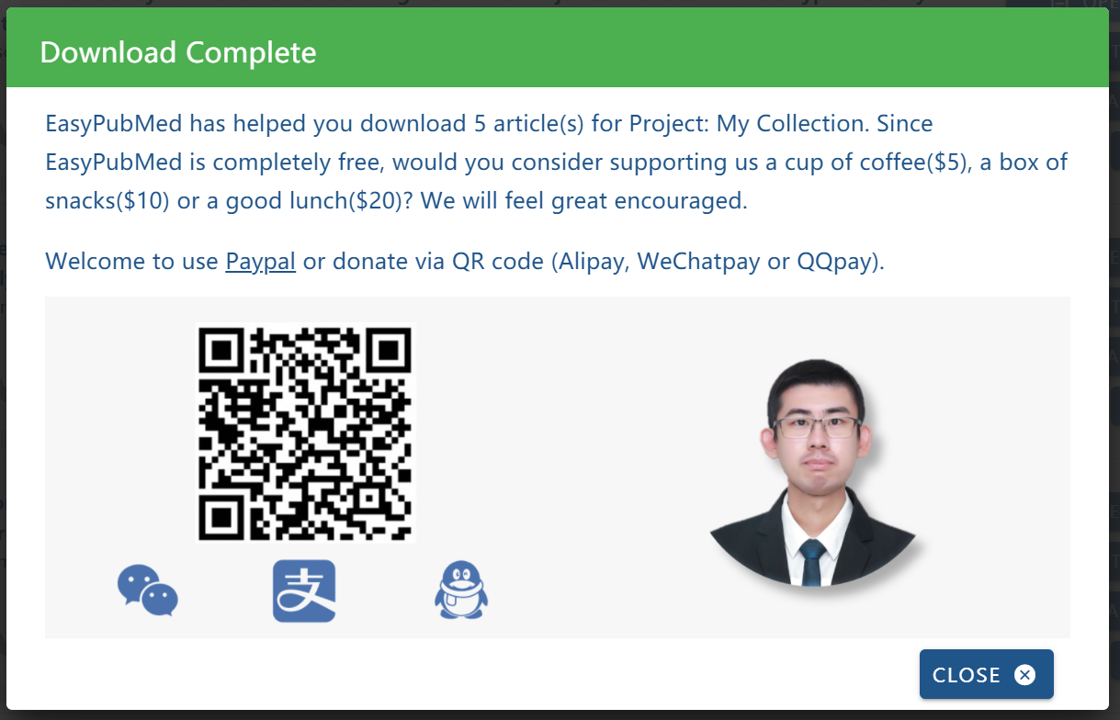 Download Complete
EasyPubMed has helped you download 5 article(s) for Project: My Collection. Since
EasyPubMed is completely free, would you consider supporting us a cup of coffee($5), a box of
snacks($10) or a good lunch($20)? We will feel great encouraged.
Welcome to use Paypal or donate via QR code (Alipay, WeChatpay or QQpay).
支
CLOSE